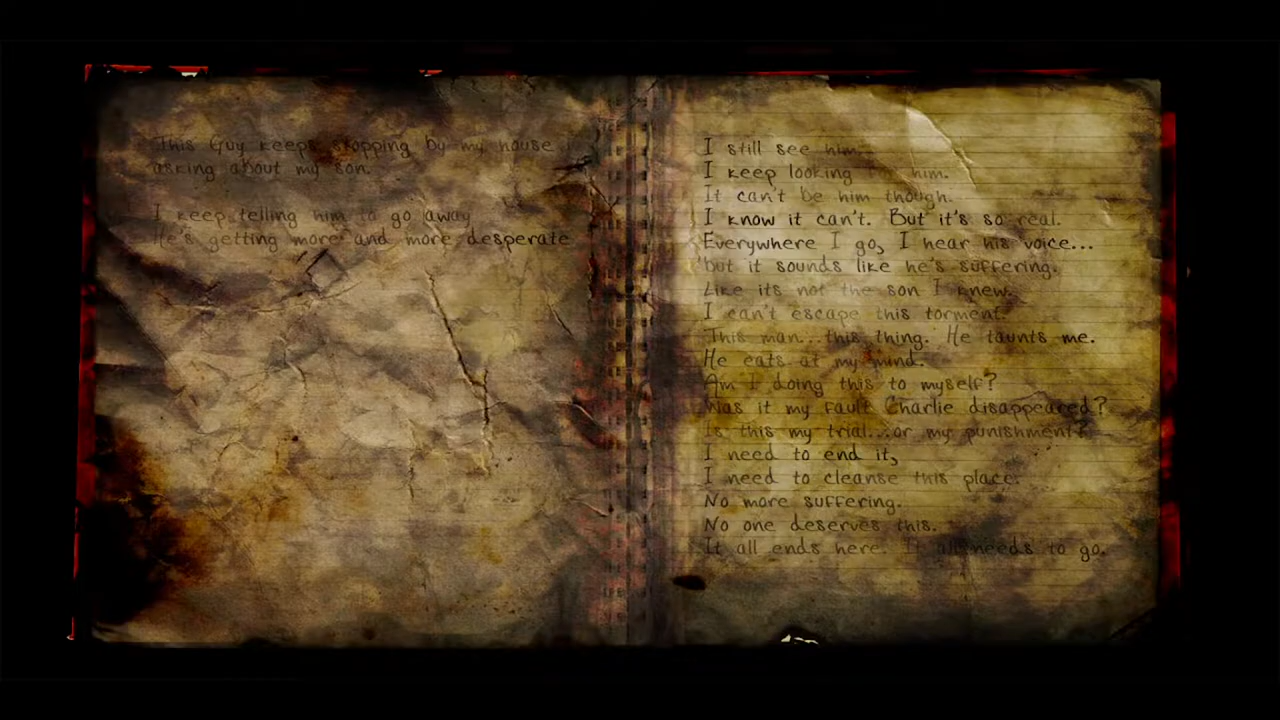 This Guy keeps stopping by my house
asking about my son.
I keep telling him to go away
He's getting more and more desperate
I still see him...
I keep looking for him.
It can't be him though.
I know it can't. But it's so real.
Everywhere I go, I hear his voice...
but it sounds like he's suffering.
Like its not the son I knew.
I can't escape this torment.
This man...this thing. He taunts me.
He eats at my mind.
Am I doing this to myself?
Was it my fault Charlie disappeared?
Is this my trial...or my punishment?
I need to end it,
I need to cleanse this place.
No more suffering.
No one deserves this.
It all ends here. It all needs to go.